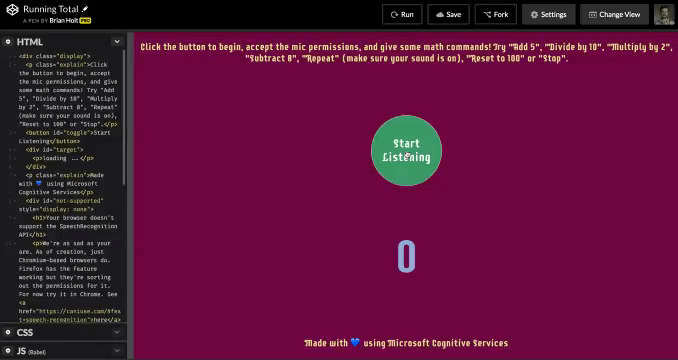 Running Total
A PEN BY Brian Holt PRO
Run
Save
Fork
Settings
Change View
HTML
<div class="display">
<p class="explain">Click
the button to begin, accept
the mic permissions, and give
some math commands! Try "Add
5", "Divide by 10", "Multiply
by 2", "Subtract 8", "Repeat"
(make sure your sound is on),
"Reset to 100" or "Stop".</p>
<button id="toggle">Start
Listening</button>
<div id="target">
<p>loading ...</p>
</div>
<p class="explain">Made
with 💙 using Microsoft
Cognitive Services</p>
<div id="not-supported"
style="display: none">
<h1>Your browser doesn't
support the SpeechRecognition
API</h1>
<p>We're as sad as your
are. As of creation, just
Chromium-based browsers do.
Firefox has the feature
working but they're sorting
out the permissions for it.
For now try it in Chrome. See
<a
href="https://caniuse.com/#feat=speech-recognition">here</a>
CSS
JS (Babel)
Click the button to begin, accept the mic permissions, and give some math commands! Try "Add 5", "Divide by 10", "Multiply by 2",
"Subtract 8", "Repeat" (make sure your sound is on), "Reset to 100" or "Stop".
Start
Listening
0
Made with 💙 using Microsoft Cognitive Services